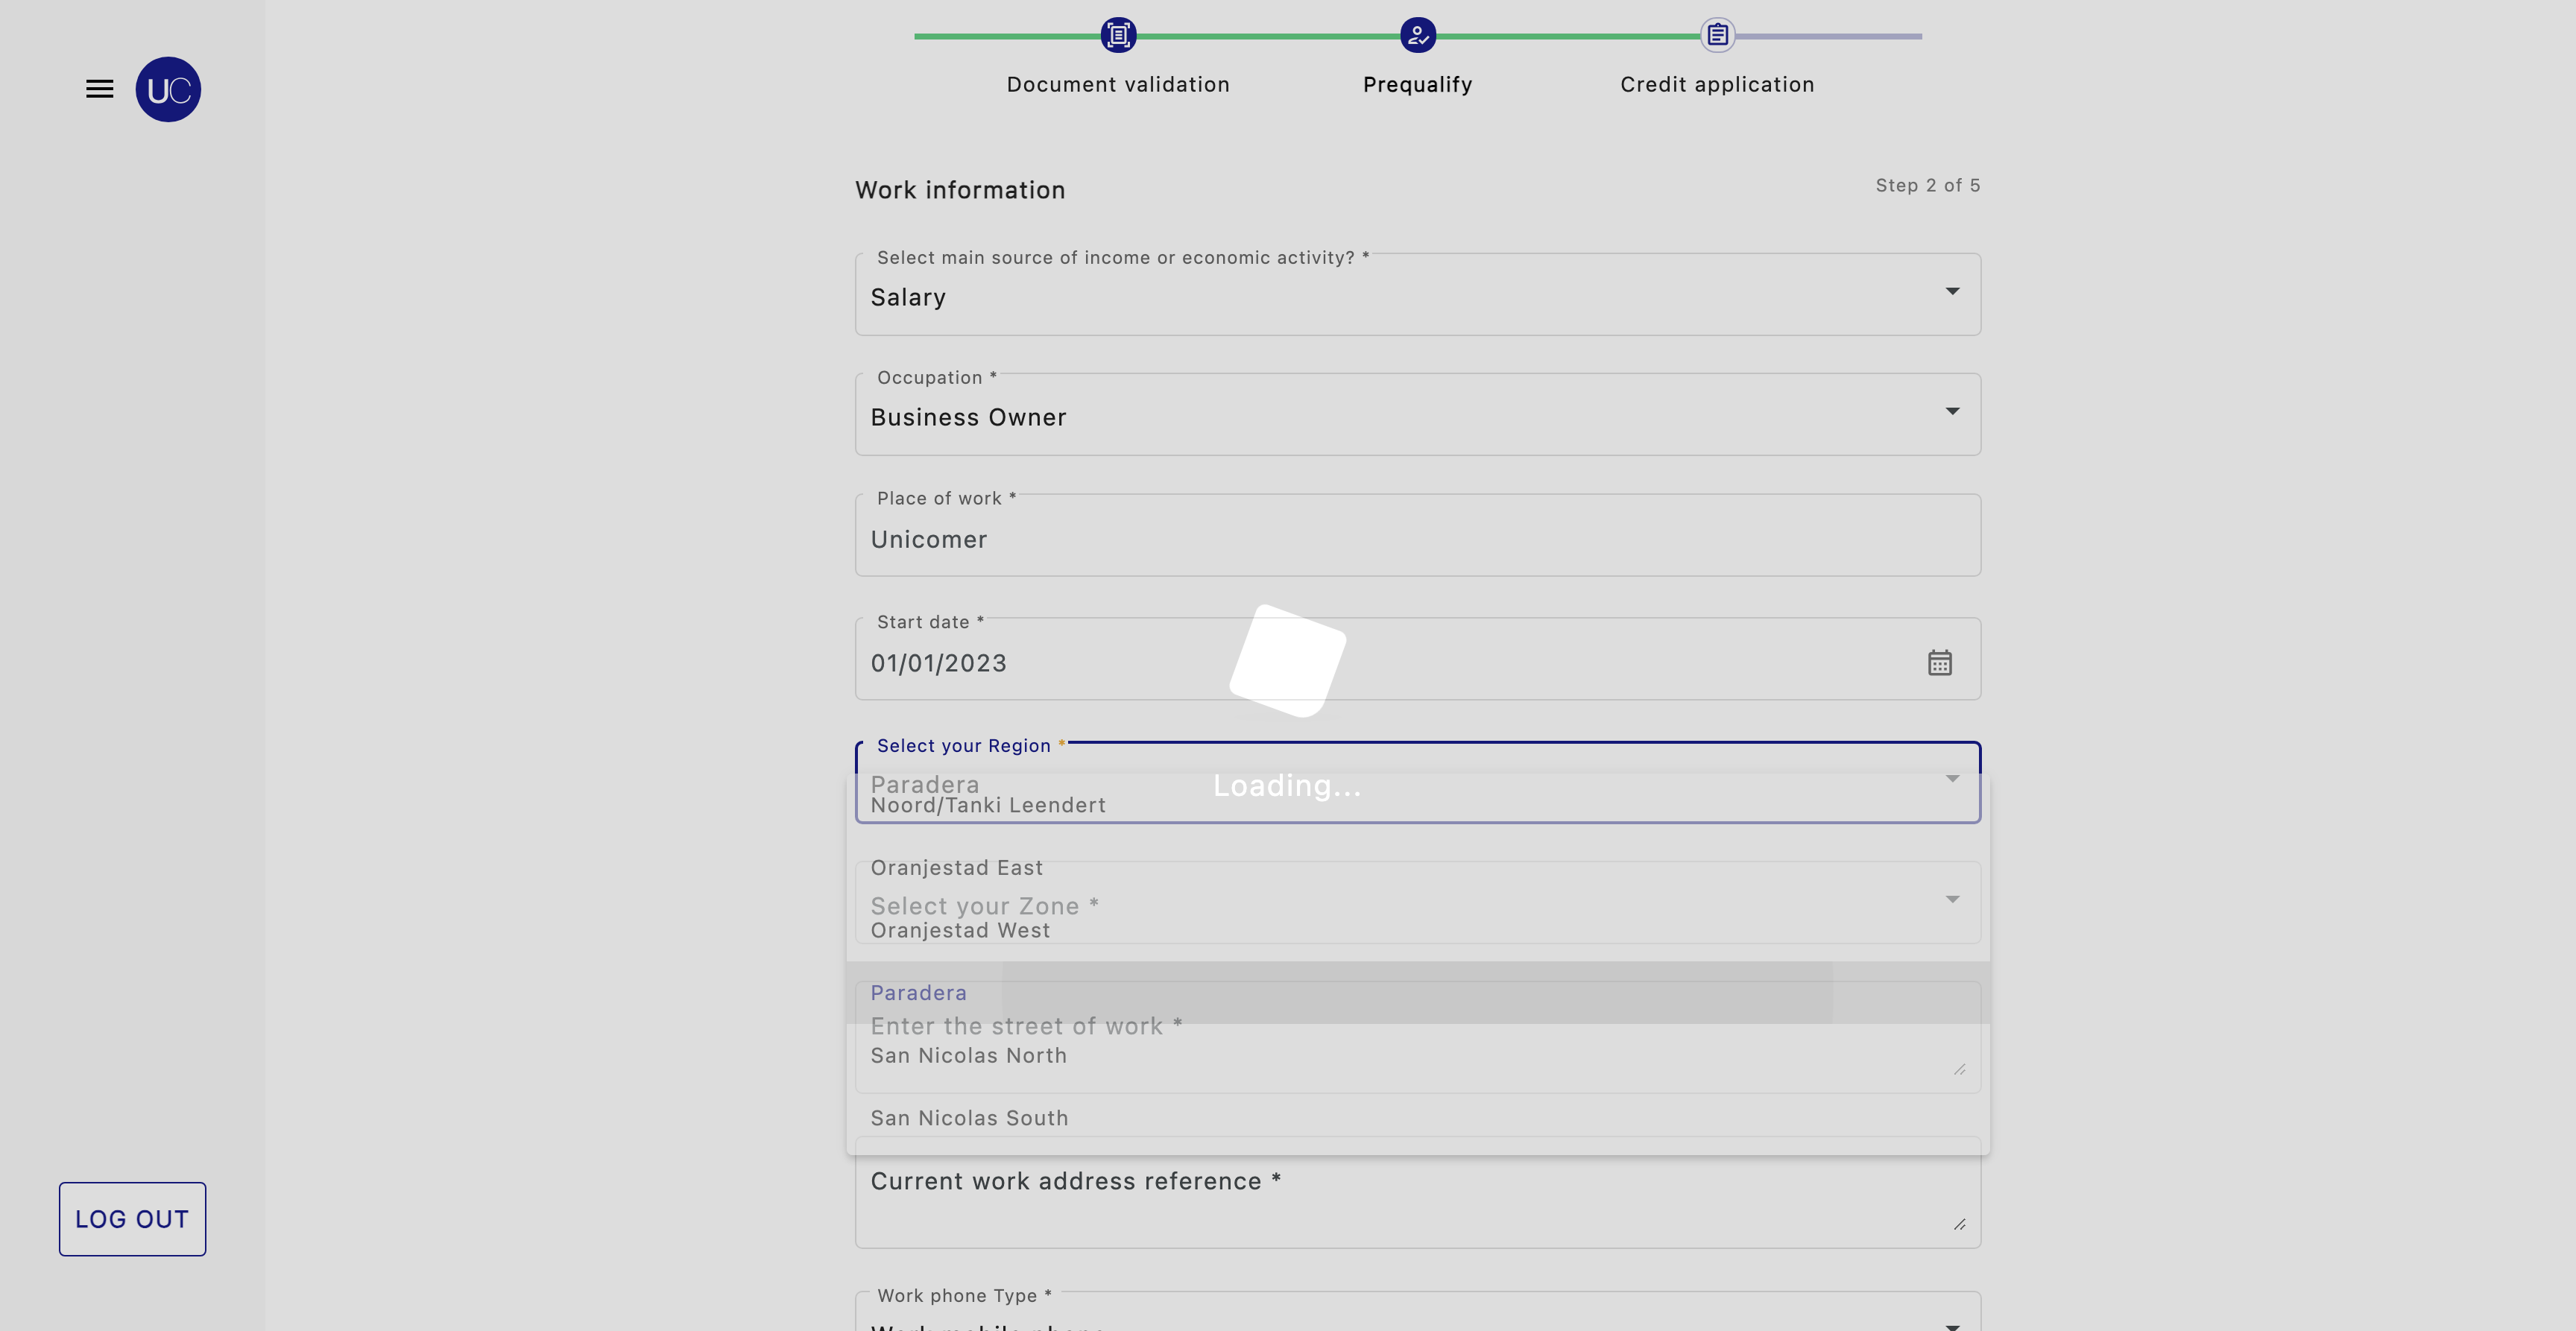 Document validation
Prequalify
Credit application
UC
Work information
Step 2 of 5
Select main source of income or economic activity? *
Salary
Occupation *
Business Owner
Place of work *
Unicomer
Start date *
01/01/2023
Select your Region *
Paradera
Loading...
Noord/Tanki Leendert
Oranjestad East
Select your Zone *
Oranjestad West
Paradera
Enter the street of work *
San Nicolas North
San Nicolas South
Current work address reference *
LOG OUT
Work phone Type *
Work mobile phone